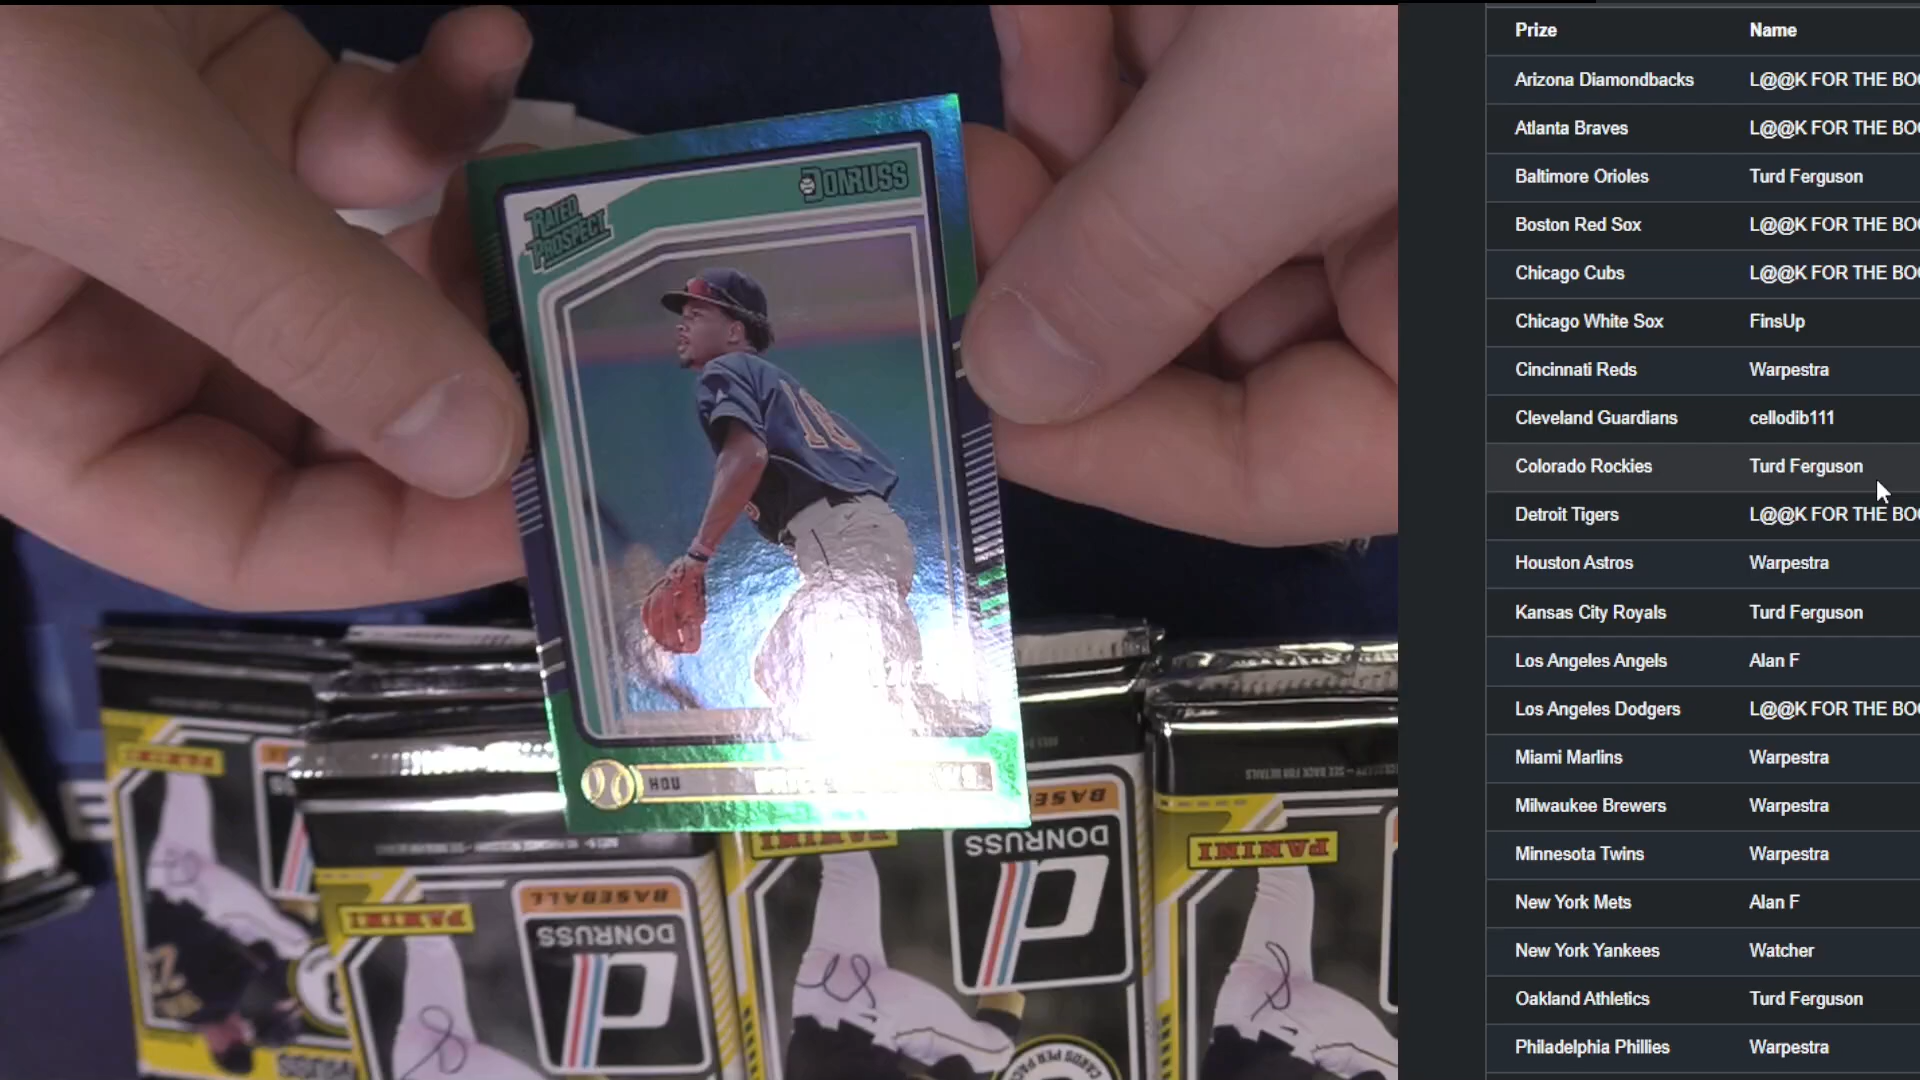 DONRUSS
RATED
PROSPECT
18
HOU
PANINI
BASEBALL
DONRUSS
PANINI
BASEBALL
DONRUSS
PANINI
Prize Name
Arizona Diamondbacks L@@K FOR THE BO
Atlanta Braves L@@K FOR THE BO
Baltimore Orioles Turd Ferguson
Boston Red Sox L@@K FOR THE BO
Chicago Cubs L@@K FOR THE BO
Chicago White Sox FinsUp
Cincinnati Reds Warpestra
Cleveland Guardians cellodib111
Colorado Rockies Turd Ferguson
Detroit Tigers L@@K FOR THE BO
Houston Astros Warpestra
Kansas City Royals Turd Ferguson
Los Angeles Angels Alan F
Los Angeles Dodgers L@@K FOR THE BO
Miami Marlins Warpestra
Milwaukee Brewers Warpestra
Minnesota Twins Warpestra
New York Mets Alan F
New York Yankees Watcher
Oakland Athletics Turd Ferguson
Philadelphia Phillies Warpestra